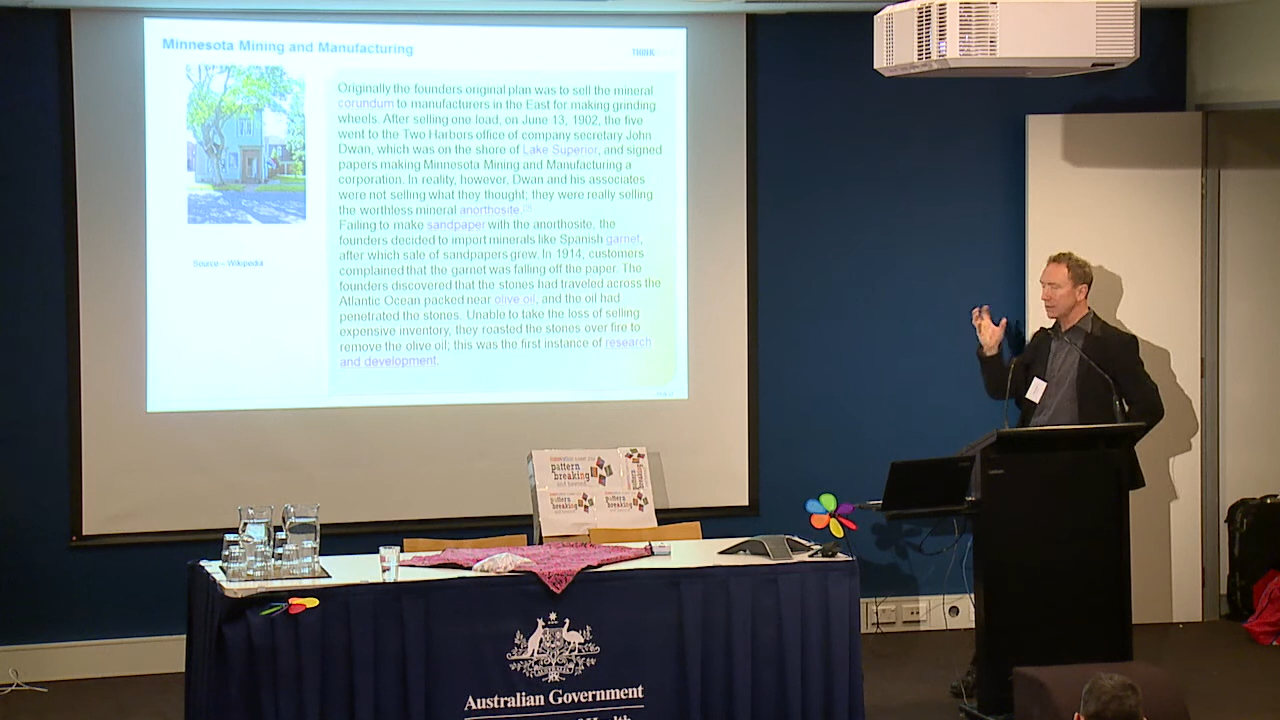 Minnesota Mining and Manufacturing
THINK
Originally the founders original plan was to sell the mineral
corundum to manufacturers in the East for making grinding
wheels. After selling one load, on June 13, 1902, the five
went to the Two Harbors office of company secretary John
Dwan, which was on the shore of Lake Superior, and signed
papers making Minnesota Mining and Manufacturing a
corporation. In reality, however, Dwan and his associates
were not selling what they thought; they were really selling
the worthless mineral anorthosite.
Failing to make sandpaper with the anorthosite, the
founders decided to import minerals like Spanish garnet,
after which sale of sandpapers grew. In 1914, customers
complained that the garnet was falling off the paper. The
founders discovered that the stones had traveled across the
Atlantic Ocean packed near olive oil, and the oil had
penetrated the stones. Unable to take the loss of selling
expensive inventory, they roasted the stones over fire to
remove the olive oil; this was the first instance of research
and development.
Source – Wikipedia
pattern
breaking
and beyond
pattern
breaking
pattern
breaking
pattern
breaking
Australian Government